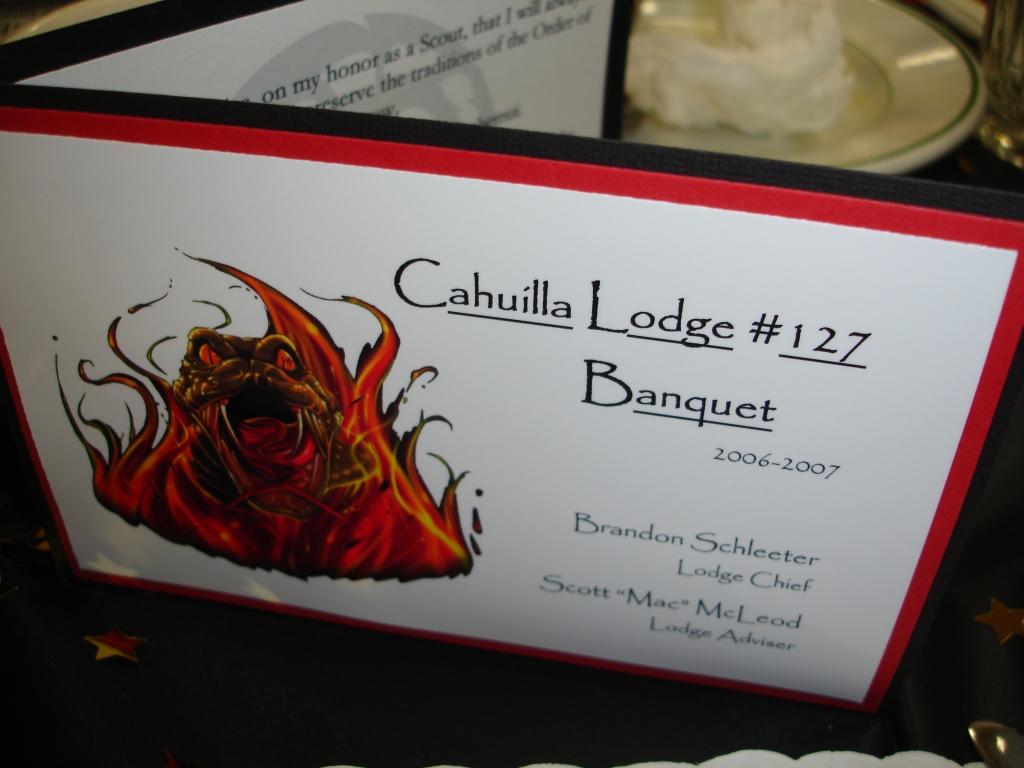 on my honor as a Scout, that I will
reserve the traditions of the Order of
Cahuilla Lodge #127
Banquet
2006-2007
Brandon Schleeter
Lodge Chief
Scott "Mac" McLeod
Lodge Adviser